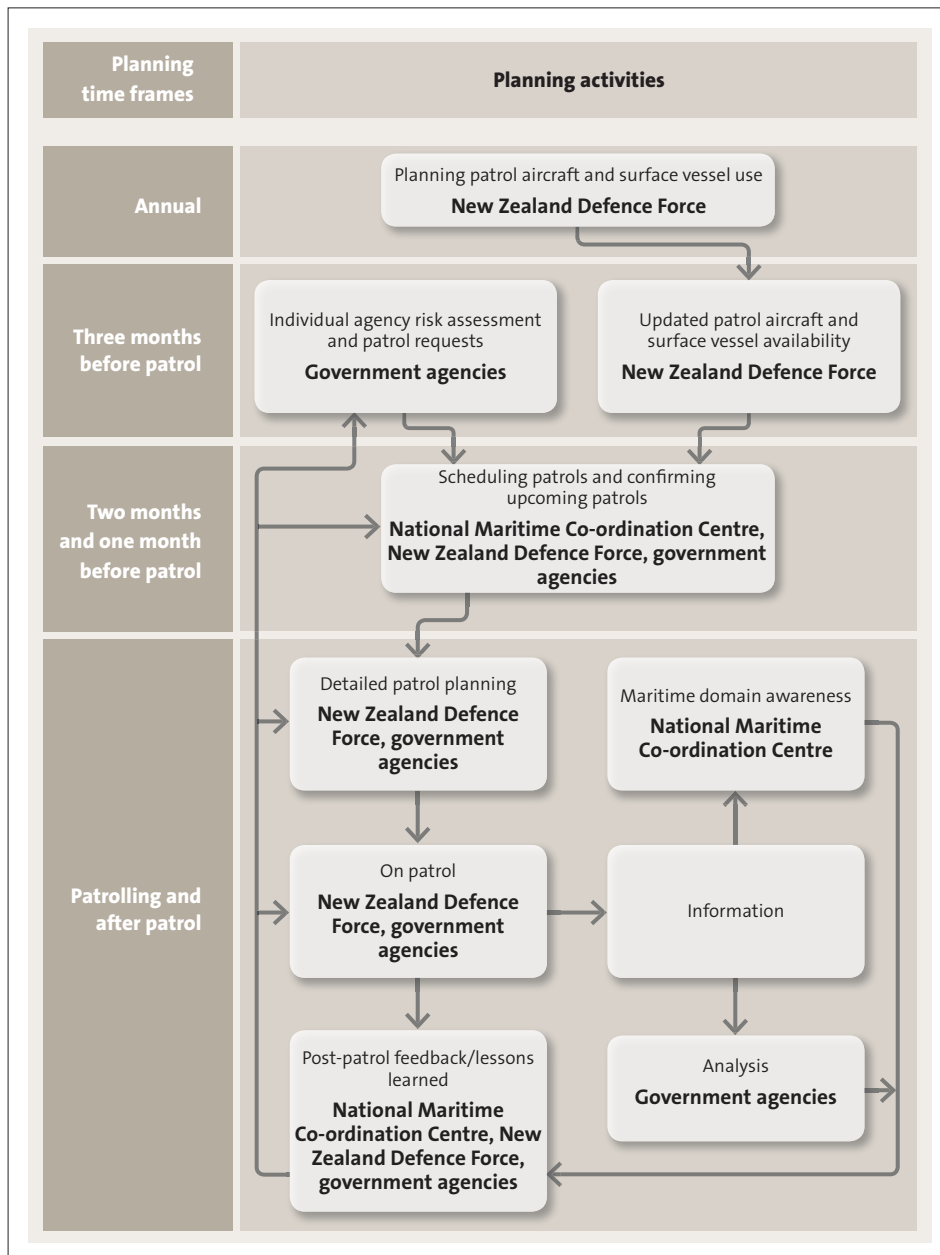 Planning
time frames
Planning activities
Annual
Planning patrol aircraft and surface vessel use
New Zealand Defence Force
Three months
before patrol
Individual agency risk assessment
and patrol requests
Government agencies
Updated patrol aircraft and
surface vessel availability
New Zealand Defence Force
Two months
and one month
before patrol
Scheduling patrols and confirming
upcoming patrols
National Maritime Co-ordination Centre,
New Zealand Defence Force, government
agencies
Patrolling and
after patrol
Detailed patrol planning
New Zealand Defence
Force, government
agencies
Maritime domain awareness
National Maritime
Co-ordination Centre
On patrol
New Zealand Defence
Force, government
agencies
Information
Post-patrol feedback/lessons
learned
National Maritime
Co-ordination Centre, New
Zealand Defence Force,
government agencies
Analysis
Government agencies